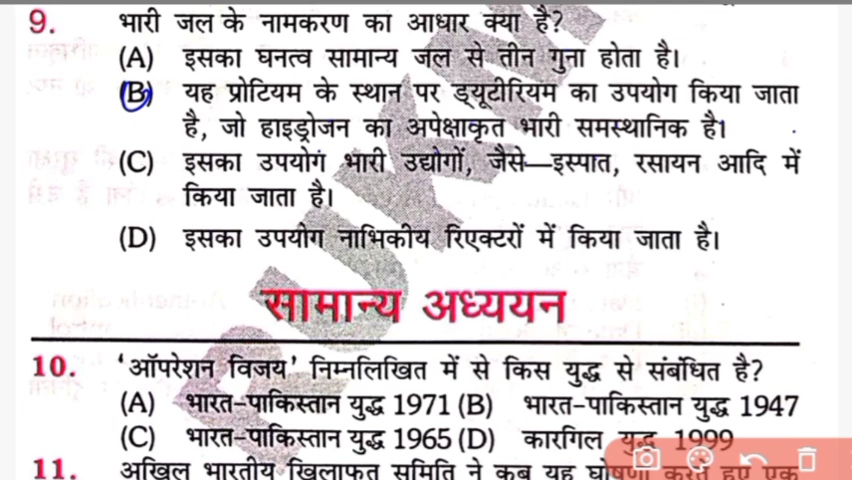 9. भारी जल के नामकरण का आधार क्या है?
(A) इसका घनत्व सामान्य जल से तीन गुना होता है।
(B) यह प्रोटियम के स्थान पर ड्यूटीरियम का उपयोग किया जाता
है, जो हाइड्रोजन का अपेक्षाकृत भारी समस्थानिक है।
(C) इसका उपयोग भारी उद्योगों, जैसे—इस्पात, रसायन आदि में
किया जाता है।
(D) इसका उपयोग नाभिकीय रिएक्टरों में किया जाता है।
सामान्य अध्ययन
10. 'ऑपरेशन विजय' निम्नलिखित में से किस युद्ध से संबंधित है?
(A) भारत-पाकिस्तान युद्ध 1971 (B) भारत-पाकिस्तान युद्ध 1947
(C) भारत-पाकिस्तान युद्ध 1965 (D) कारगिल युद्ध 1999
11. अखिल भारतीय खिलाफत समिति ने कब यह घोषणा करते हुए एक